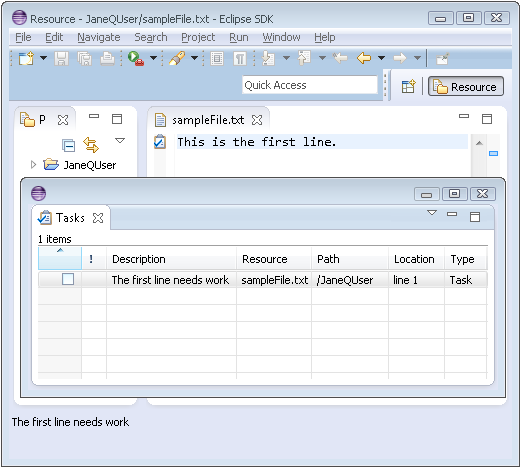 Resource - JaneQUser/sampleFile.txt - Eclipse SDK
File Edit Navigate Search Project Run Window Help
Quick Access
Resource
P
sampleFile.txt
This is the first line.
JaneQUser
Tasks
1 items
! Description Resource Path Location Type
The first line needs work sampleFile.txt /JaneQUser line 1 Task
The first line needs work